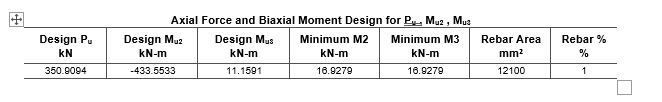 Axial Force and Biaxial Moment Design for Pu , Mu2 , Mu3
Design Pu Design Mu2 Design Mu3 Minimum M2 Minimum M3 Rebar Area Rebar %
kN kN-m kN-m kN-m kN-m mm² %
350.9094 -433.5533 11.1591 16.9279 16.9279 12100 1